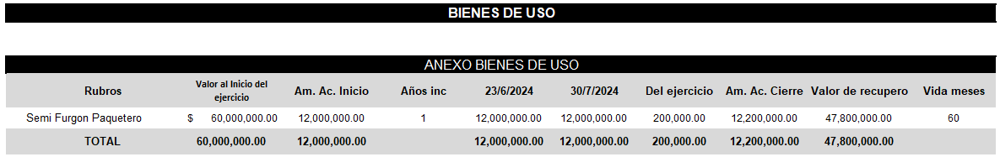 BIENES DE USO
ANEXO BIENES DE USO
Rubros Valor al Inicio del ejercicio Am. Ac. Inicio Años inc 23/6/2024 30/7/2024 Del ejercicio Am. Ac. Cierre Valor de recupero Vida meses
Semi Furgon Paquetero $ 60,000,000.00 12,000,000.00 1 12,000,000.00 12,000,000.00 200,000.00 12,200,000.00 47,800,000.00 60
TOTAL 60,000,000.00 12,000,000.00 12,000,000.00 12,000,000.00 200,000.00 12,200,000.00 47,800,000.00